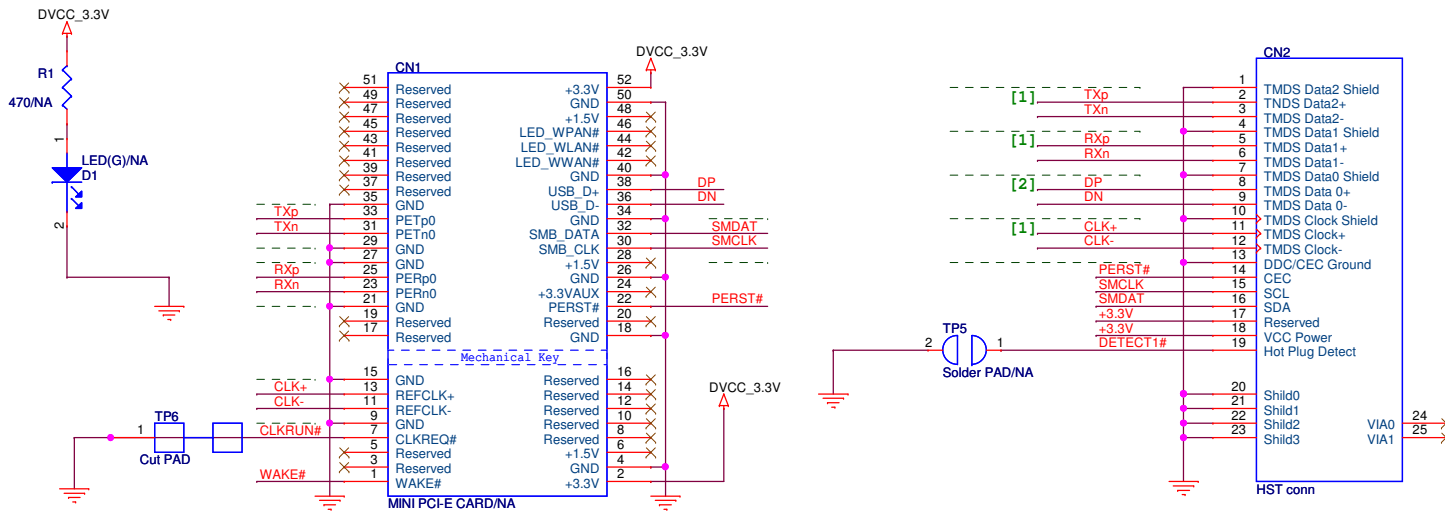 DVCC_3.3V
R1
470/NA
1
LED(G)/NA
D1
2
CN1
51 Reserved
49 Reserved
47 Reserved
45 Reserved
43 Reserved
41 Reserved
39 Reserved
37 Reserved
35 GND
TXp 33 PETp0
TXn 31 PETn0
29 GND
27 GND
RXp 25 PERp0
RXn 23 PERn0
21 GND
19 Reserved
17 Reserved
Mechanical Key
15 GND
CLK+ 13 REFCLK+
CLK- 11 REFCLK-
9 GND
CLKRUN# 7 CLKREQ#
5 Reserved
3 Reserved
WAKE# 1 WAKE#
TP6
1
Cut PAD
DVCC_3.3V
+3.3V 52
GND 50
+1.5V 48
LED_WPAN# 46
LED_WLAN# 44
LED_WWAN# 42
GND 40
USB_D+ 38 DP
USB_D- 36 DN
GND 34
SMB_DATA 32 SMDAT
SMB_CLK 30 SMCLK
+1.5V 28
GND 26
+3.3VAUX 24
PERST# 22 PERST#
Reserved 20
GND 18
Reserved 16
Reserved 14
Reserved 12
Reserved 10
Reserved 8
+1.5V 6
GND 4
+3.3V 2
DVCC_3.3V
MINI PCI-E CARD/NA
CN2
1 TMDS Data2 Shield
[1] TXp 2 TNDS Data2+
TXn 3 TMDS Data2-
4 TMDS Data1 Shield
[1] RXp 5 TMDS Data1+
RXn 6 TMDS Data1-
7 TMDS Data0 Shield
[2] DP 8 TMDS Data 0+
DN 9 TMDS Data 0-
10 TMDS Clock Shield
[1] CLK+ 11 TMDS Clock+
CLK- 12 TMDS Clock-
13 DDC/CEC Ground
PERST# 14 CEC
SMCLK 15 SCL
SMDAT 16 SDA
+3.3V 17 Reserved
+3.3V 18 VCC Power
DETECT1# 19 Hot Plug Detect
TP5
2 1
Solder PAD/NA
20 Shild0
21 Shild1
22 Shild2
23 Shild3
VIA0 24
VIA1 25
HST conn